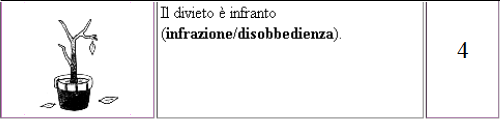 Il divieto è infranto
(infrazione/disobbedienza).
4